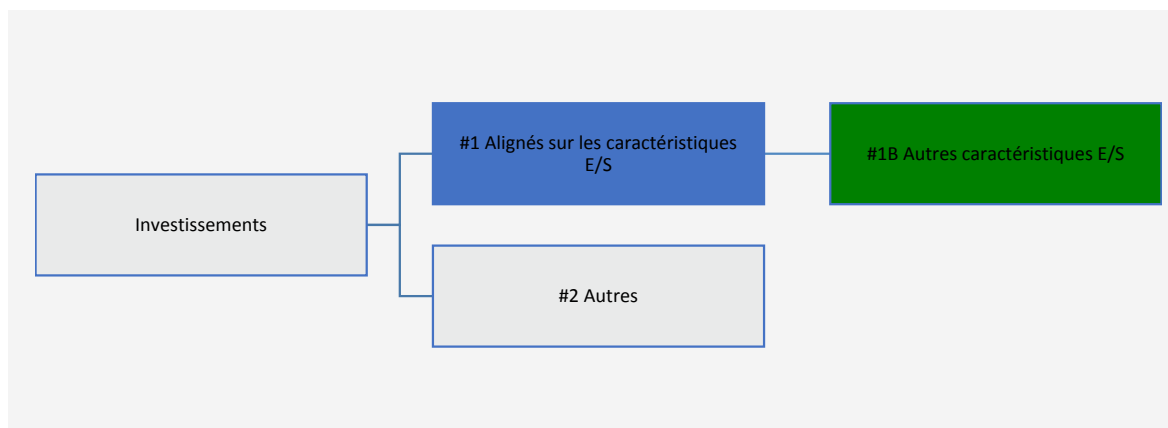 #1 Alignés sur les caractéristiques
E/S
#1B Autres caractéristiques E/S
Investissements
#2 Autres